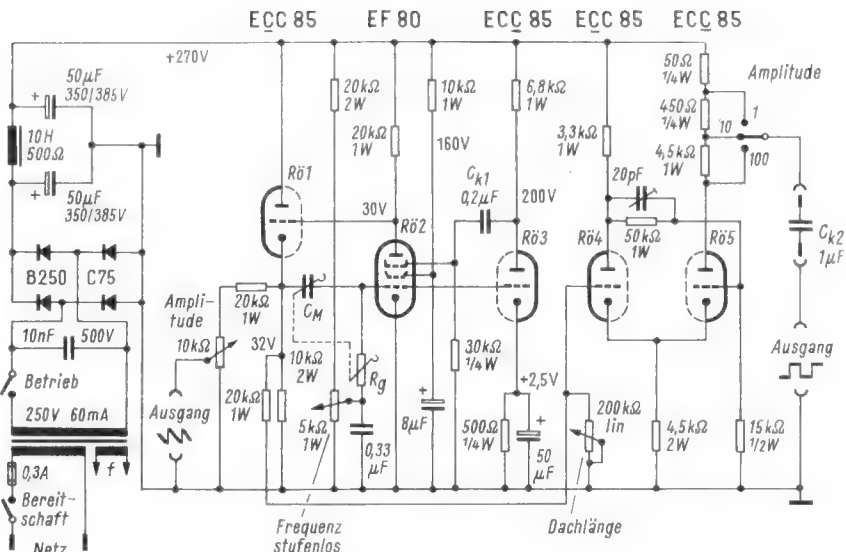 ECC 85
EF 80
ECC 85
ECC 85
ECC 85
+270V
50µF
350/385V
10H
500Ω
50µF
350/385V
B250
C75
10nF
500V
Betrieb
250V 60mA
0,3A
f
Bereit-
schaft
Netz
Rö1
20kΩ
2W
20kΩ
1W
30V
Rö2
10kΩ
1W
160V
Ck1
0,2µF
6,8kΩ
1W
200V
Rö3
3,3kΩ
1W
20pF
50kΩ
1W
Rö4
Rö5
50Ω
1/4W
450Ω
1/4W
4,5kΩ
1W
Amplitude
1
10
100
Ck2
1µF
Ausgang
Ampli-
tude
10kΩ
Ausgang
20kΩ
1W
CM
32V
20kΩ
1W
10kΩ
2W
Rg
5kΩ
1W
0,33
µF
8µF
30kΩ
1/4W
+2,5V
500Ω
1/4W
50
µF
200kΩ
lin
4,5kΩ
2W
15kΩ
1/2W
Frequenz
stufenlos
Dachlänge